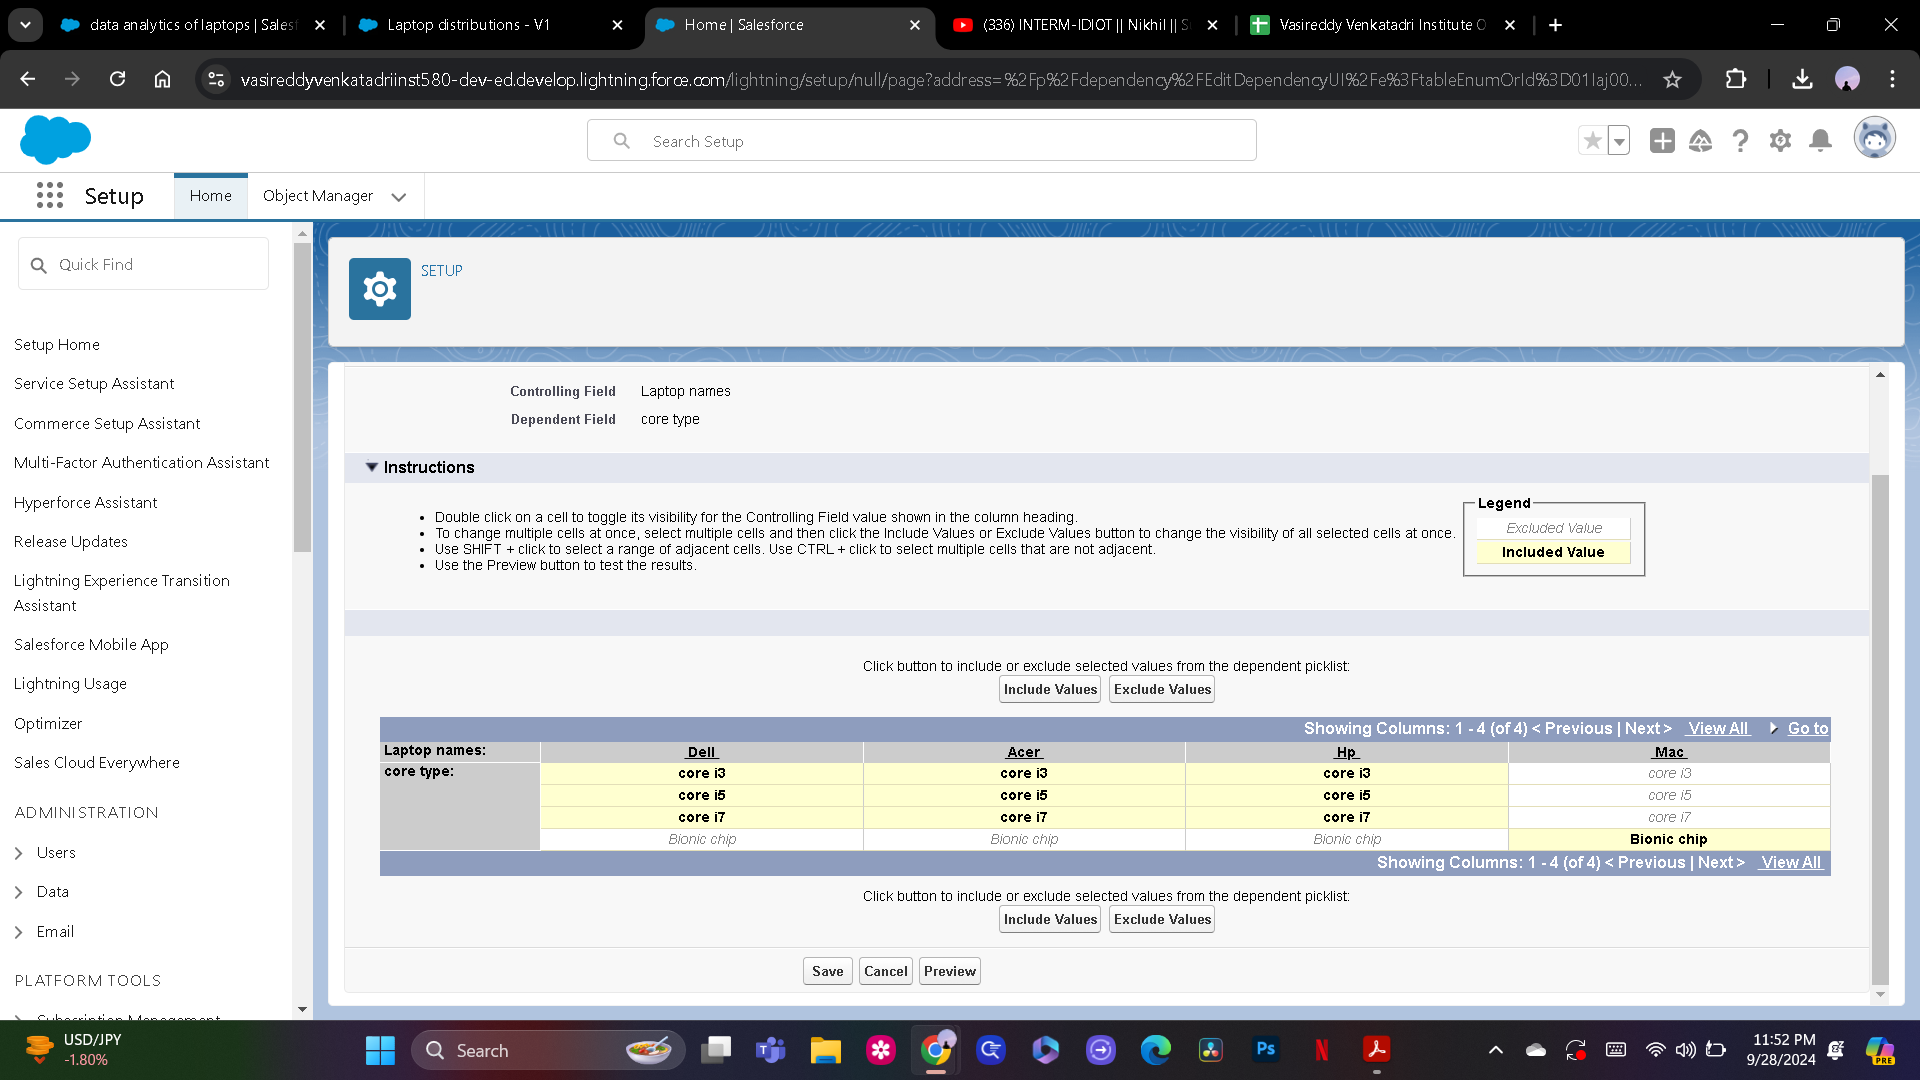 data analytics of laptops | Sales
Laptop distributions - V1
Home | Salesforce
(336) INTERM-IDIOT || Nikhil || S
Vasireddy Venkatadri Institute O
vasireddyvenkatadriinst580-dev-ed.develop.lightning.force.com/lightning/setup/null/page?address=%2Fp%2Fdependency%2FEditDependencyUI%2Fe%3FtableEnumOrId%3D01Iaj00...
Search Setup
Setup
Home
Object Manager
Quick Find
SETUP
Setup Home
Service Setup Assistant
Commerce Setup Assistant
Multi-Factor Authentication Assistant
Hyperforce Assistant
Release Updates
Lightning Experience Transition
Assistant
Salesforce Mobile App
Lightning Usage
Optimizer
Sales Cloud Everywhere
ADMINISTRATION
Users
Data
Email
PLATFORM TOOLS
Subscription Management
Controlling Field Laptop names
Dependent Field core type
Instructions
• Double click on a cell to toggle its visibility for the Controlling Field value shown in the column heading.
• To change multiple cells at once, select multiple cells and then click the Include Values or Exclude Values button to change the visibility of all selected cells at once.
• Use SHIFT + click to select a range of adjacent cells. Use CTRL + click to select multiple cells that are not adjacent.
• Use the Preview button to test the results.
Legend
Excluded Value
Included Value
Click button to include or exclude selected values from the dependent picklist:
Include Values Exclude Values
Showing Columns: 1 - 4 (of 4) < Previous | Next > View All Go to
Laptop names: Dell Acer Hp Mac
core type: core i3 core i3 core i3 core i3
core i5 core i5 core i5 core i5
core i7 core i7 core i7 core i7
Bionic chip Bionic chip Bionic chip Bionic chip
Showing Columns: 1 - 4 (of 4) < Previous | Next > View All
Click button to include or exclude selected values from the dependent picklist:
Include Values Exclude Values
Save Cancel Preview
USD/JPY
-1.80%
Search
Ps
N
11:52 PM
9/28/2024
PRE